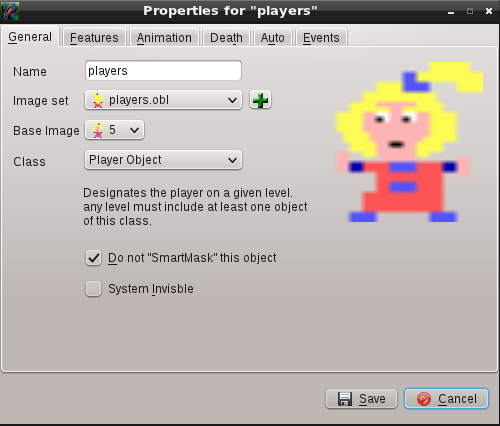 Properties for "players"
General Features Animation Death Auto Events
Name players
Image set players.obl
Base Image 5
Class Player Object
Designates the player on a given level.
any level must include at least one object
of this class.
Do not "SmartMask" this object
System Invisble
Save Cancel